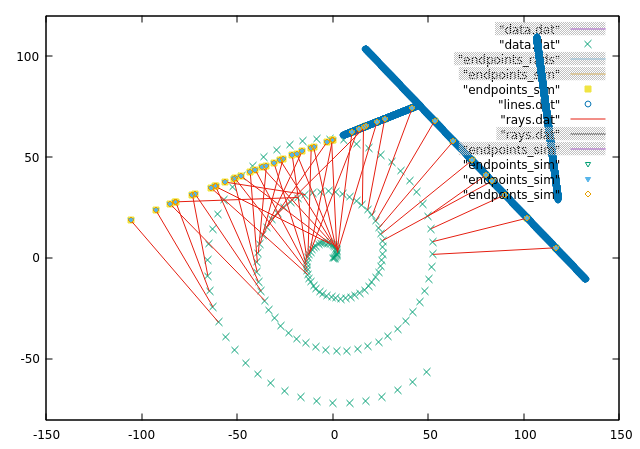 "data.dat"
"data.dat"
"endpoints_rids"
"endpoints_sim"
"endpoints_sim"
"lines.dat"
"rays.dat"
"rays.dat"
"endpoints_sim"
"endpoints_sim"
"endpoints_sim"
"endpoints_sim"
100
50
0
-50
-150
-100
-50
0
50
100
150